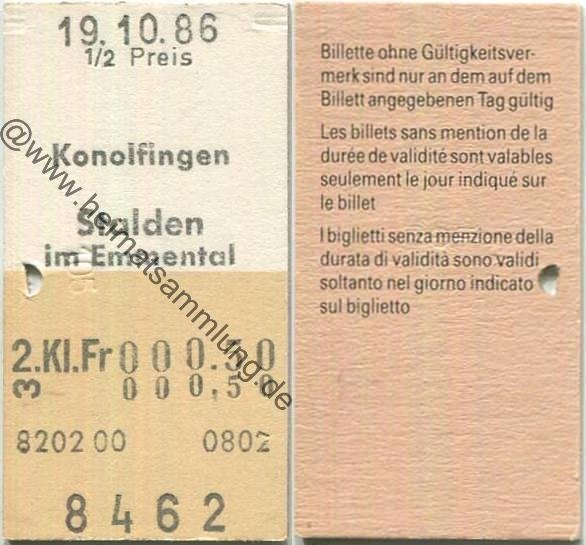 19.10.86
1/2 Preis
Konolfingen
Stalden
im Emmental
2.Kl.Fr 000.50
3 000,50
8202 00 0802
8462
@www.heimatsammlung.de
Billette ohne Gültigkeitsver-
merk sind nur an dem auf dem
Billett angegebenen Tag gültig
Les billets sans mention de la
durée de validité sont valables
seulement le jour indiqué sur
le billet
I biglietti senza menzione della
durata di validità sono validi
soltanto nel giorno indicato
sul biglietto